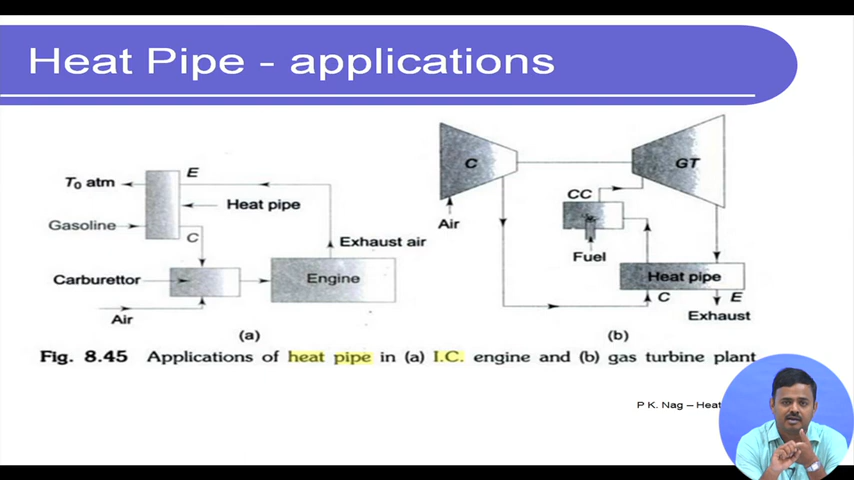 Heat Pipe - applications
T0 atm
E
Heat pipe
Gasoline
C
Exhaust air
Carburettor
Engine
Air
(a)
C
GT
CC
Air
Fuel
Heat pipe
C
E
Exhaust
(b)
Fig. 8.45 Applications of heat pipe in (a) I.C. engine and (b) gas turbine plant
P K. Nag – Heat